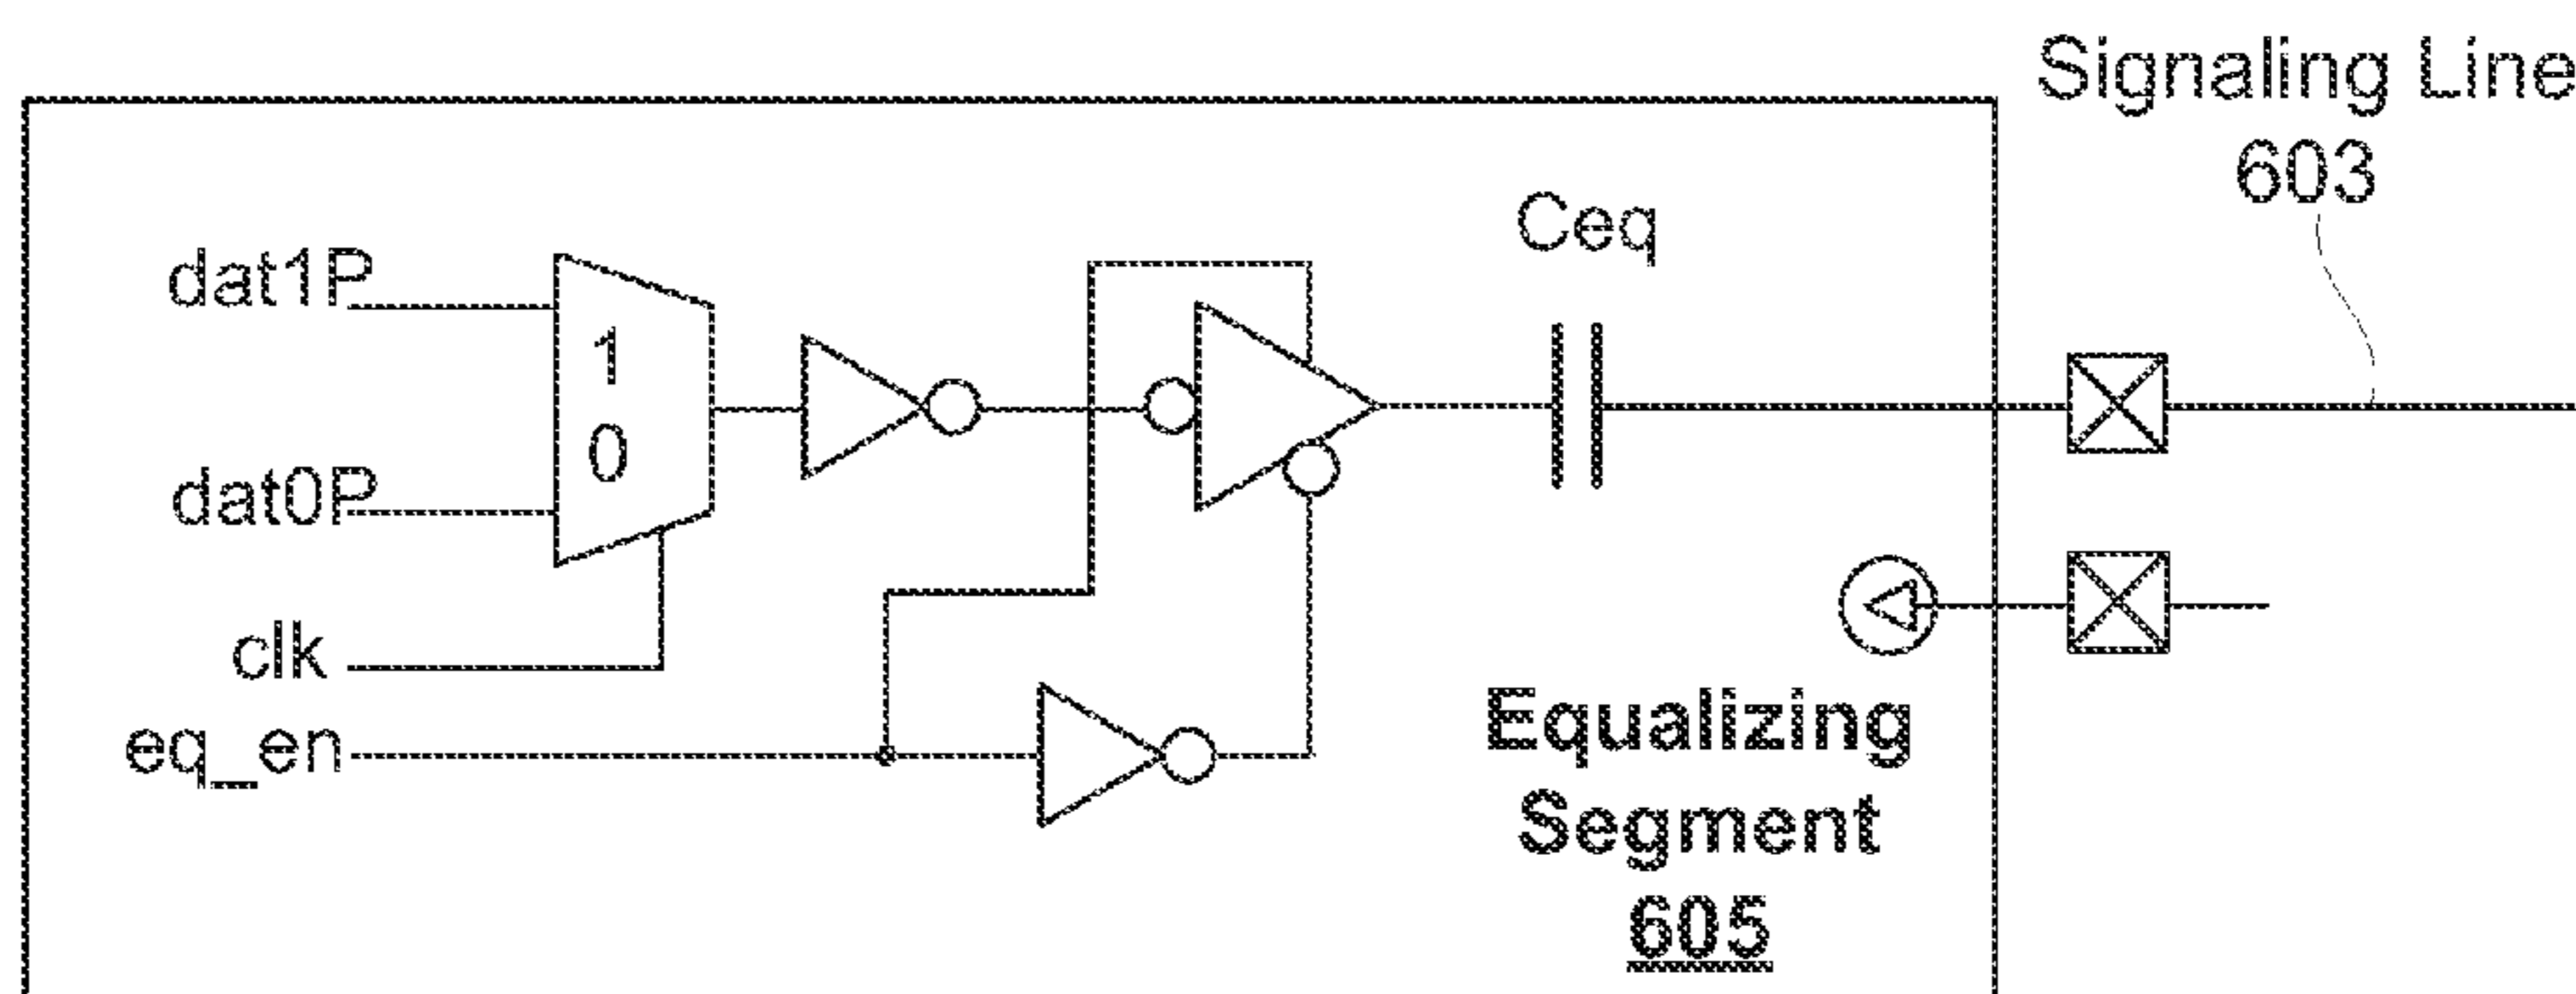 Signaling Line
603
Ceq
dat1P
1
0
dat0P
clk
eq_en
Equalizing
Segment
605